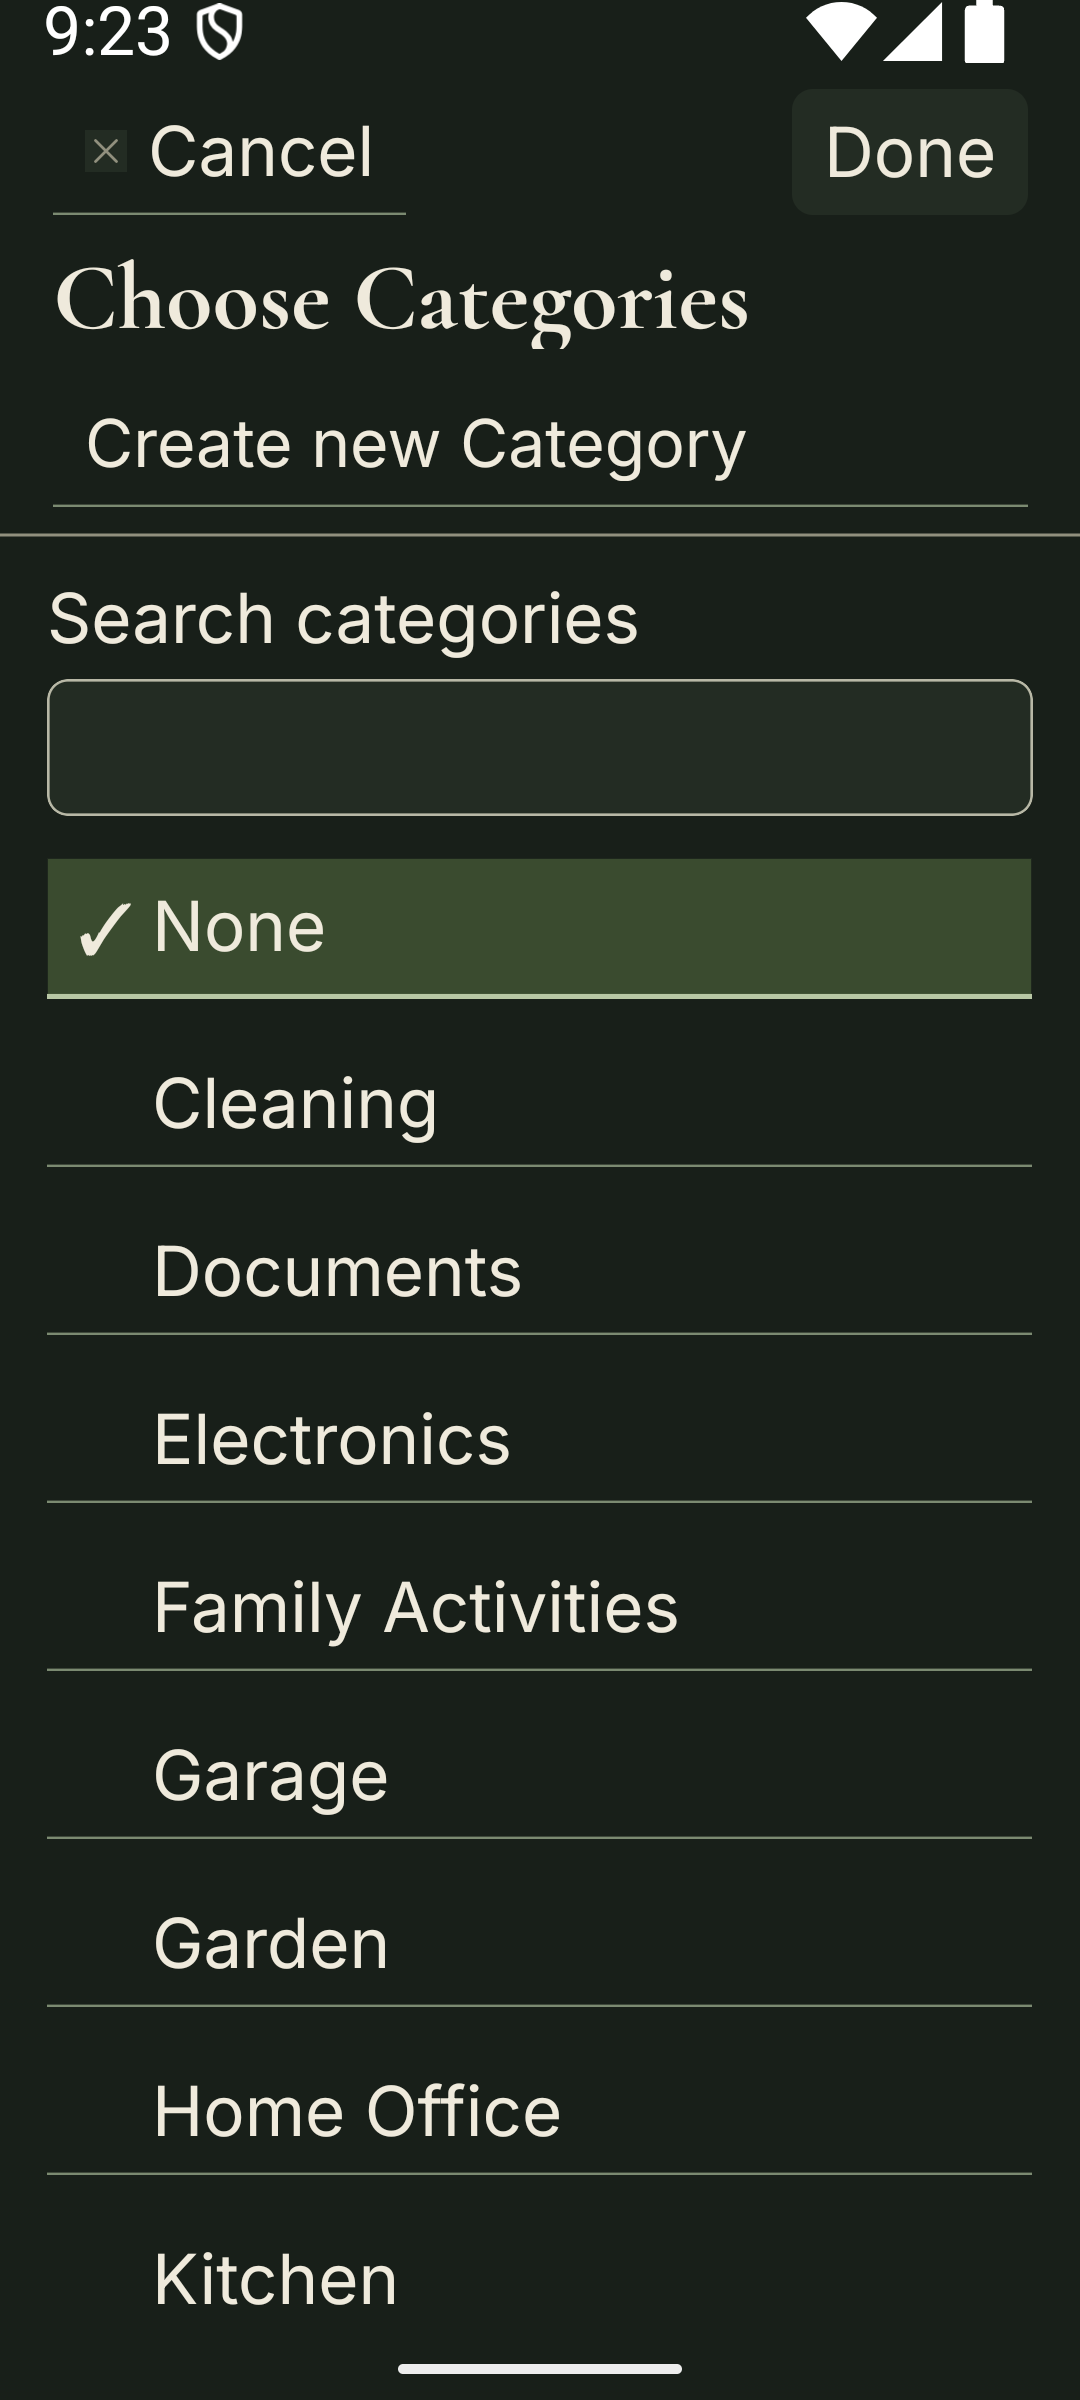 9:23
Cancel
Done
Choose Categories
Create new Category
Search categories
✓ None
Cleaning
Documents
Electronics
Family Activities
Garage
Garden
Home Office
Kitchen